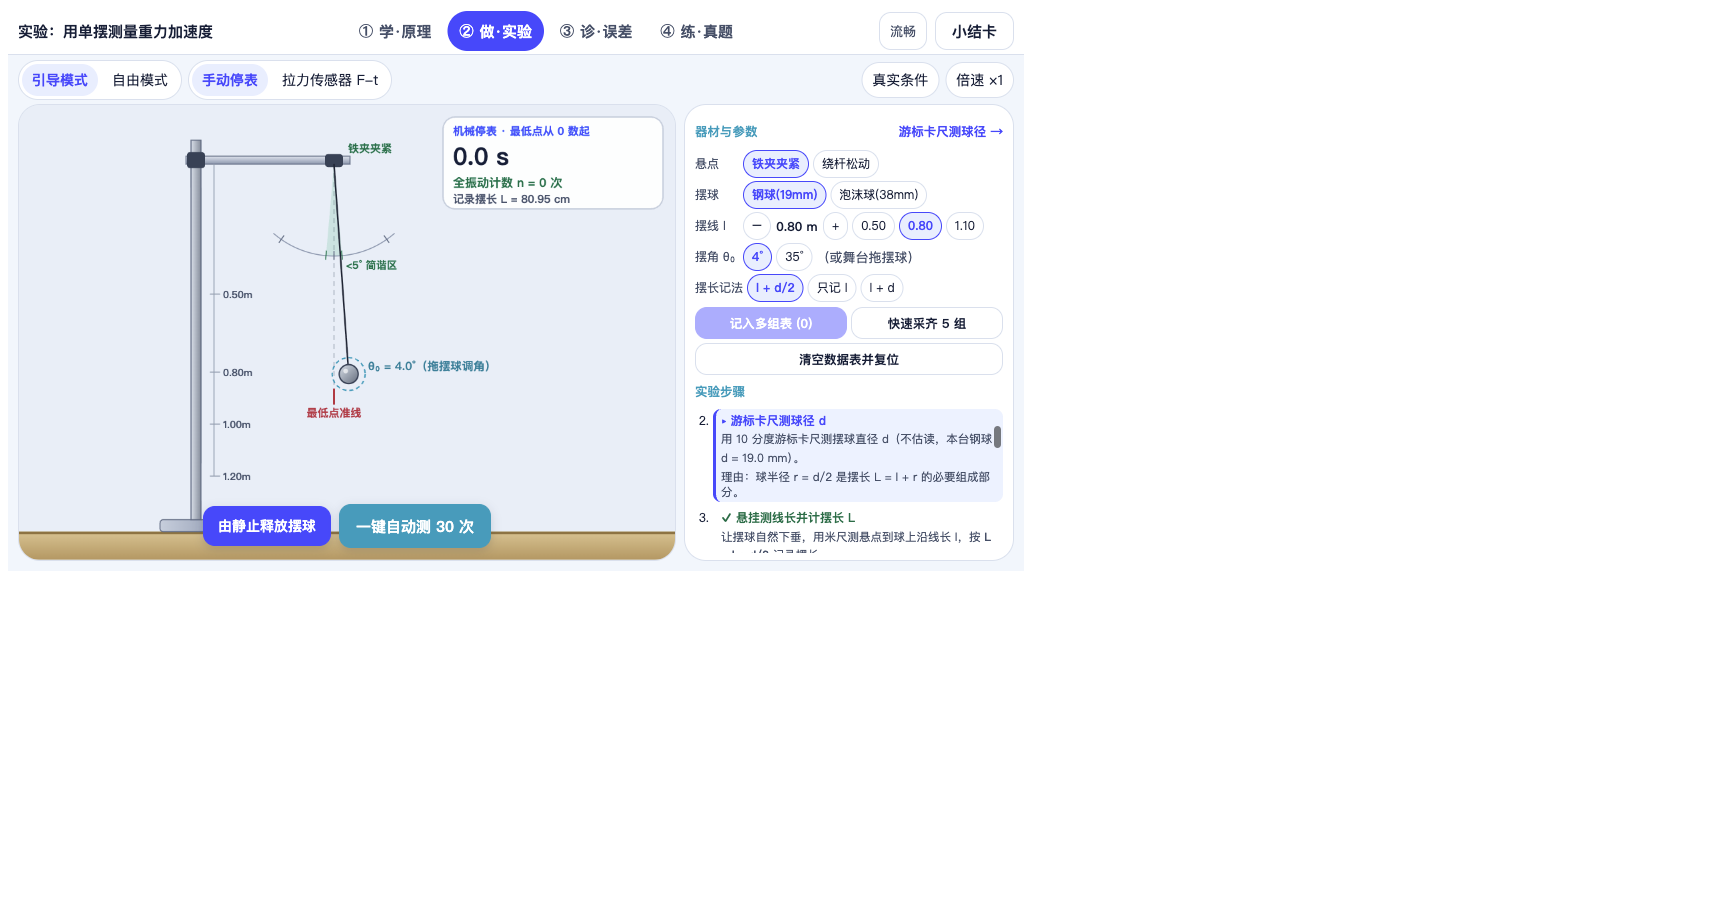 实验：用单摆测量重力加速度
① 学·原理
② 做·实验
③ 诊·误差
④ 练·真题
流畅
小结卡
引导模式
自由模式
手动停表
拉力传感器 F-t
真实条件
倍速 ×1
铁夹夹紧
机械停表 · 最低点从 0 数起
0.0 s
全振动计数 n = 0 次
记录摆长 L = 80.95 cm
<5° 简谐区
0.50m
0.80m
1.00m
1.20m
θ₀ = 4.0°（拖摆球调角）
最低点准线
由静止释放摆球
一键自动测 30 次
器材与参数
游标卡尺测球径 →
悬点
铁夹夹紧
绕杆松动
摆球
钢球(19mm)
泡沫球(38mm)
摆线 l
−
0.80 m
+
0.50
0.80
1.10
摆角 θ₀
4°
35°
（或舞台拖摆球）
摆长记法
l + d/2
只记 l
l + d
记入多组表 (0)
快速采齐 5 组
清空数据表并复位
实验步骤
2. ▸ 游标卡尺测球径 d
用 10 分度游标卡尺测摆球直径 d（不估读，本台钢球
d = 19.0 mm）。
理由：球半径 r = d/2 是摆长 L = l + r 的必要组成部
分。
3. ✓ 悬挂测线长并计摆长 L
让摆球自然下垂，用米尺测悬点到球上沿线长 l，按 L